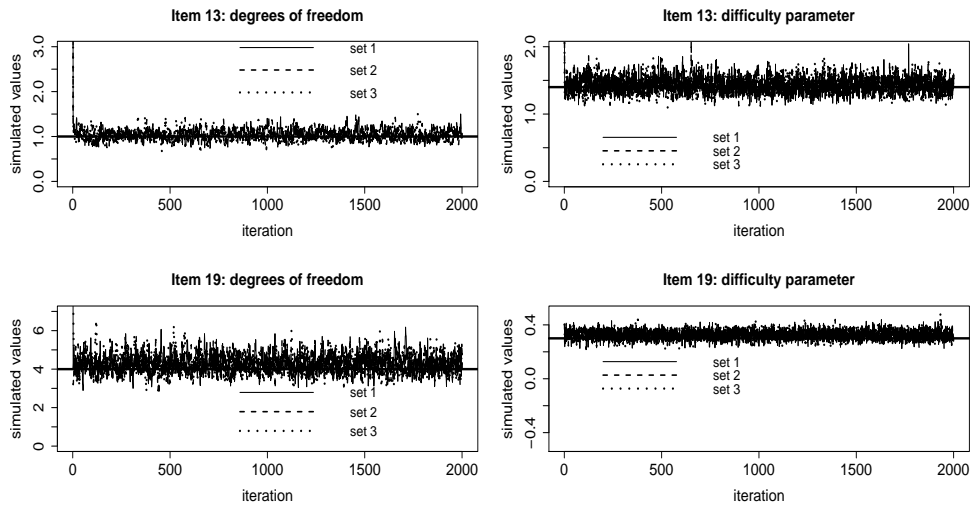 Item 13: degrees of freedom
simulated values
3.0
2.0
1.0
0.0
set 1
set 2
set 3
0 500 1000 1500 2000
iteration
Item 13: difficulty parameter
simulated values
2.0
1.0
0.0
set 1
set 2
set 3
0 500 1000 1500 2000
iteration
Item 19: degrees of freedom
simulated values
6
4
2
0
set 1
set 2
set 3
0 500 1000 1500 2000
iteration
Item 19: difficulty parameter
simulated values
0.4
0.0
−0.4
set 1
set 2
set 3
0 500 1000 1500 2000
iteration